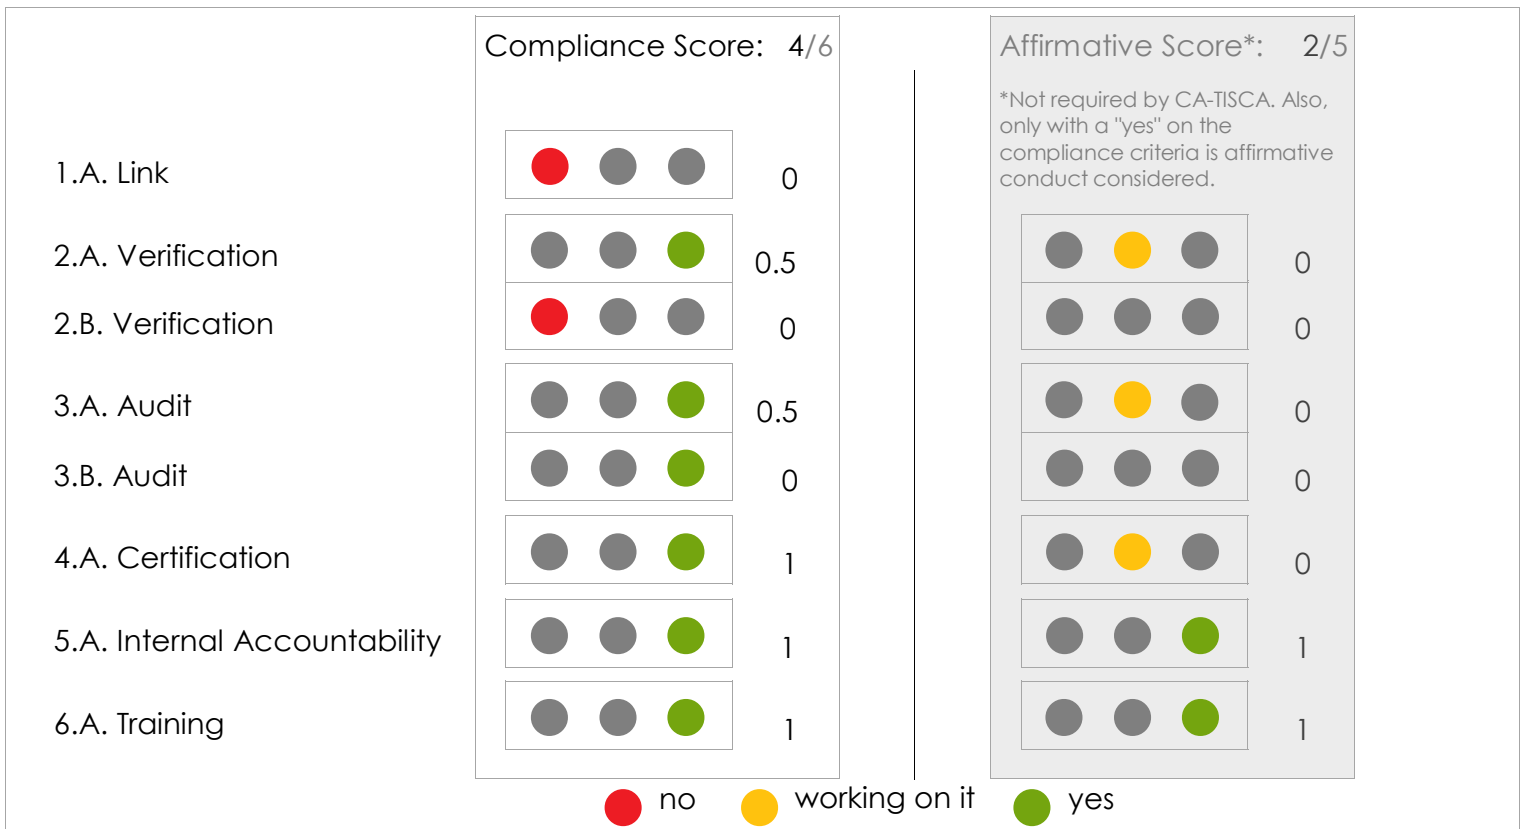 Compliance Score: 4/6
Affirmative Score*: 2/5
*Not required by CA-TISCA. Also,
only with a "yes" on the
compliance criteria is affirmative
conduct considered.
1.A. Link 0
2.A. Verification 0.5 0
2.B. Verification 0 0
3.A. Audit 0.5 0
3.B. Audit 0 0
4.A. Certification 1 0
5.A. Internal Accountability 1 1
6.A. Training 1 1
no working on it yes